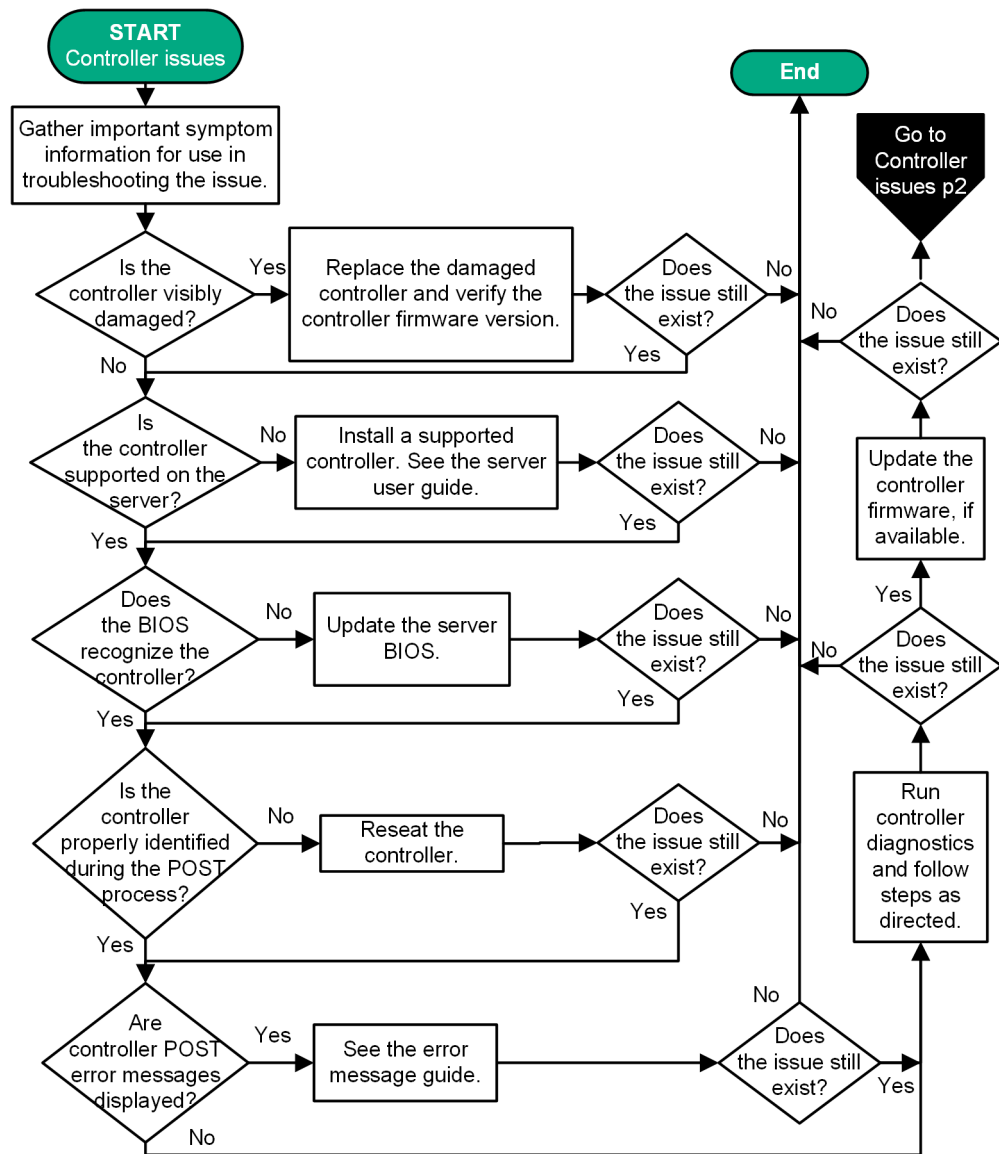 START
Controller issues
Gather important symptom
information for use in
troubleshooting the issue.
Is the
controller visibly
damaged?
Yes
No
Replace the damaged
controller and verify the
controller firmware version.
Does
the issue still
exist?
No
Yes
Is
the controller
supported on the
server?
No
Yes
Install a supported
controller. See the server
user guide.
Does
the issue still
exist?
No
Yes
Does
the BIOS
recognize the
controller?
No
Yes
Update the server
BIOS.
Does
the issue still
exist?
No
Yes
Is the
controller
properly identified
during the POST
process?
No
Yes
Reseat the
controller.
Does
the issue still
exist?
No
Yes
Are
controller POST
error messages
displayed?
Yes
No
See the error
message guide.
Does
the issue still
exist?
No
Yes
Run
controller
diagnostics
and follow
steps as
directed.
Does
the issue still
exist?
No
Yes
Update the
controller
firmware, if
available.
Does
the issue still
exist?
No
Go to
Controller
issues p2
End